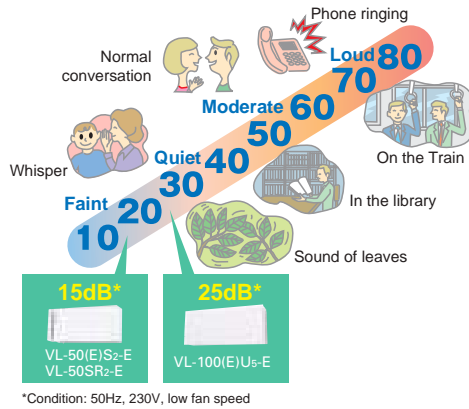 Phone ringing
Normal
conversation
Loud 80
70
Moderate 60
50
On the Train
Whisper
Quiet 40
30
In the library
Faint 20
10
Sound of leaves
15dB*
VL-50(E)S2-E
VL-50SR2-E
25dB*
VL-100(E)U5-E
*Condition: 50Hz, 230V, low fan speed